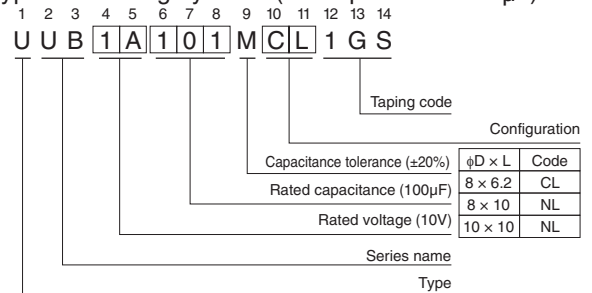 1 2 3 4 5 6 7 8 9 10 11 12 13 14
U U B 1 A 1 0 1 M C L 1 G S
Taping code
Configuration
Capacitance tolerance (±20%)
Rated capacitance (100µF)
Rated voltage (10V)
ϕD × L Code
8 × 6.2 CL
8 × 10 NL
10 × 10 NL
Series name
Type